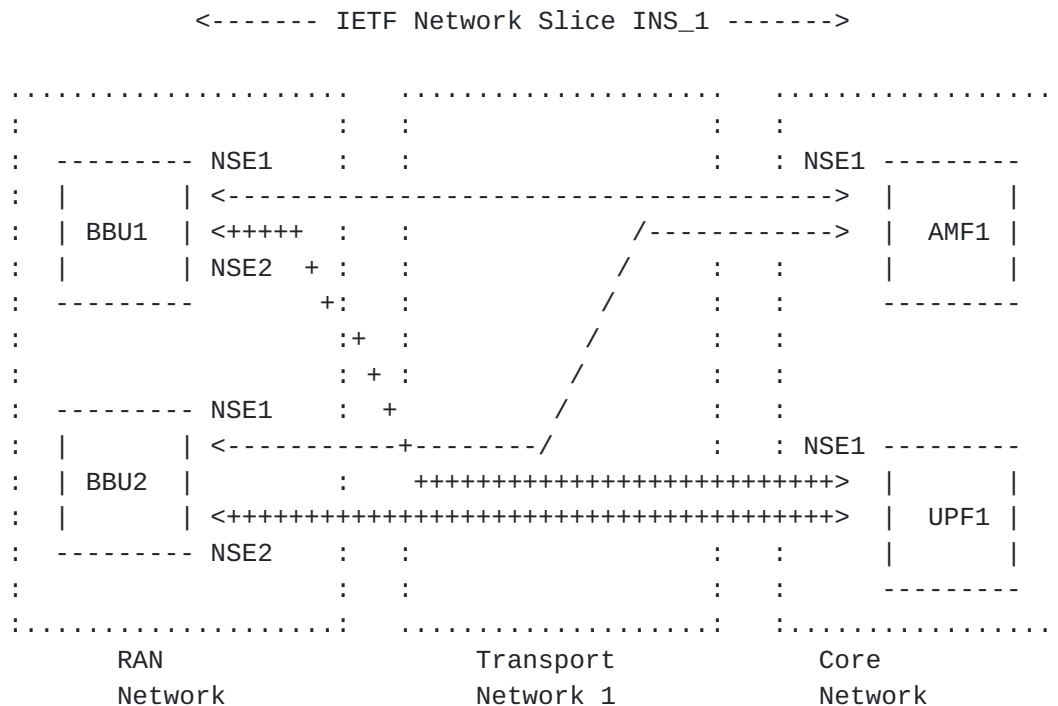 <------- IETF Network Slice INS_1 ------->
NSE1 NSE1
BBU1 AMF1
NSE2
NSE1
NSE1
BBU2
UPF1
NSE2
RAN Transport Core
Network Network 1 Network